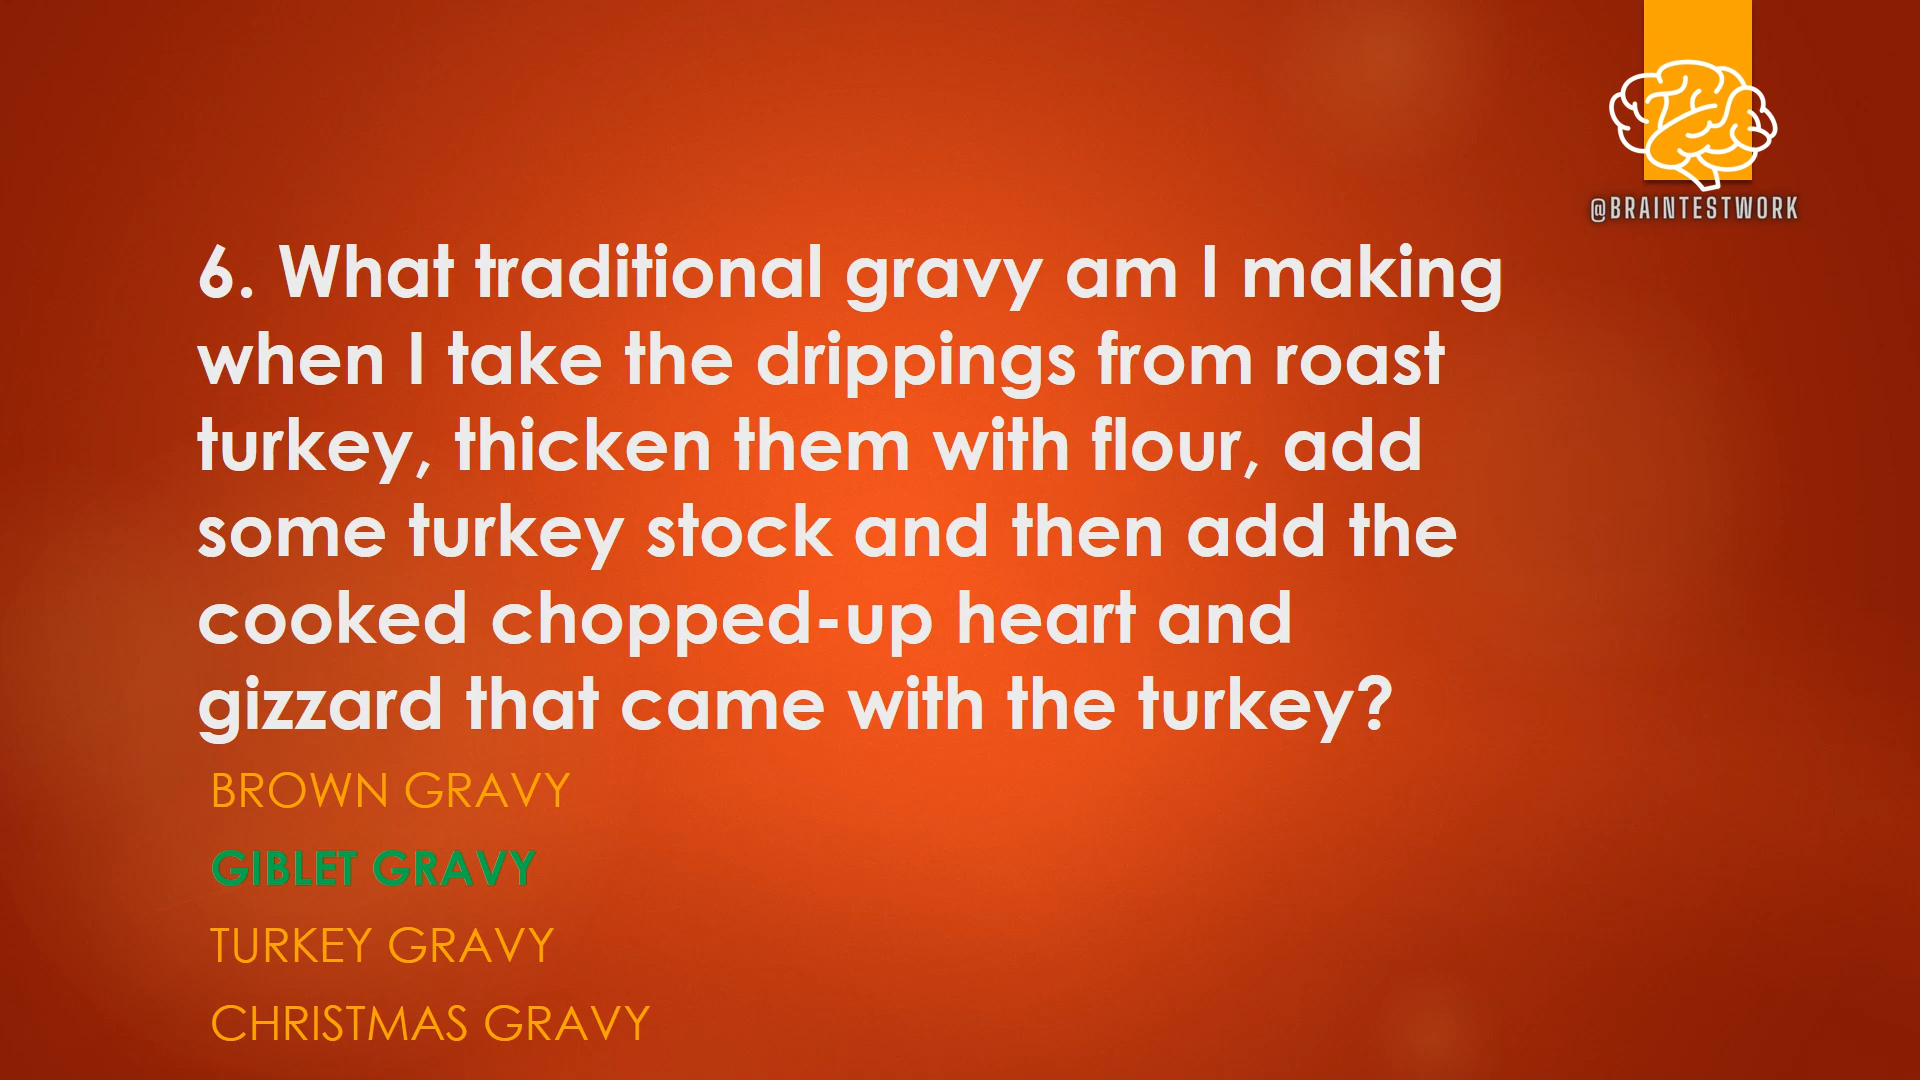 @BRAINTESTWORK
6. What traditional gravy am I making
when I take the drippings from roast
turkey, thicken them with flour, add
some turkey stock and then add the
cooked chopped-up heart and
gizzard that came with the turkey?
BROWN GRAVY
GIBLET GRAVY
TURKEY GRAVY
CHRISTMAS GRAVY